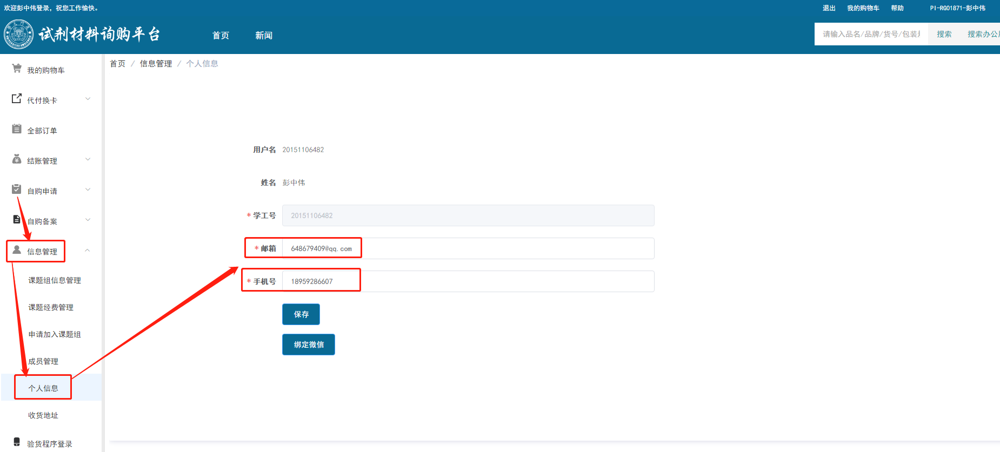 欢迎彭中伟登录，祝您工作愉快。
退出 我的购物车 帮助 PI-RG01871-彭中伟
试剂材料询购平台
首页 新闻
请输入品名/品牌/货号/包装规 搜索 搜索办公用
首页 / 信息管理 / 个人信息
我的购物车
代付换卡
全部订单
结账管理
自购申请
自购备案
信息管理
课题组信息管理
课题经费管理
申请加入课题组
成员管理
个人信息
收货地址
验货程序登录
用户名 20151106482
姓名 彭中伟
* 学工号 20151106482
* 邮箱 648679409@qq.com
* 手机号 18959286607
保存
绑定微信